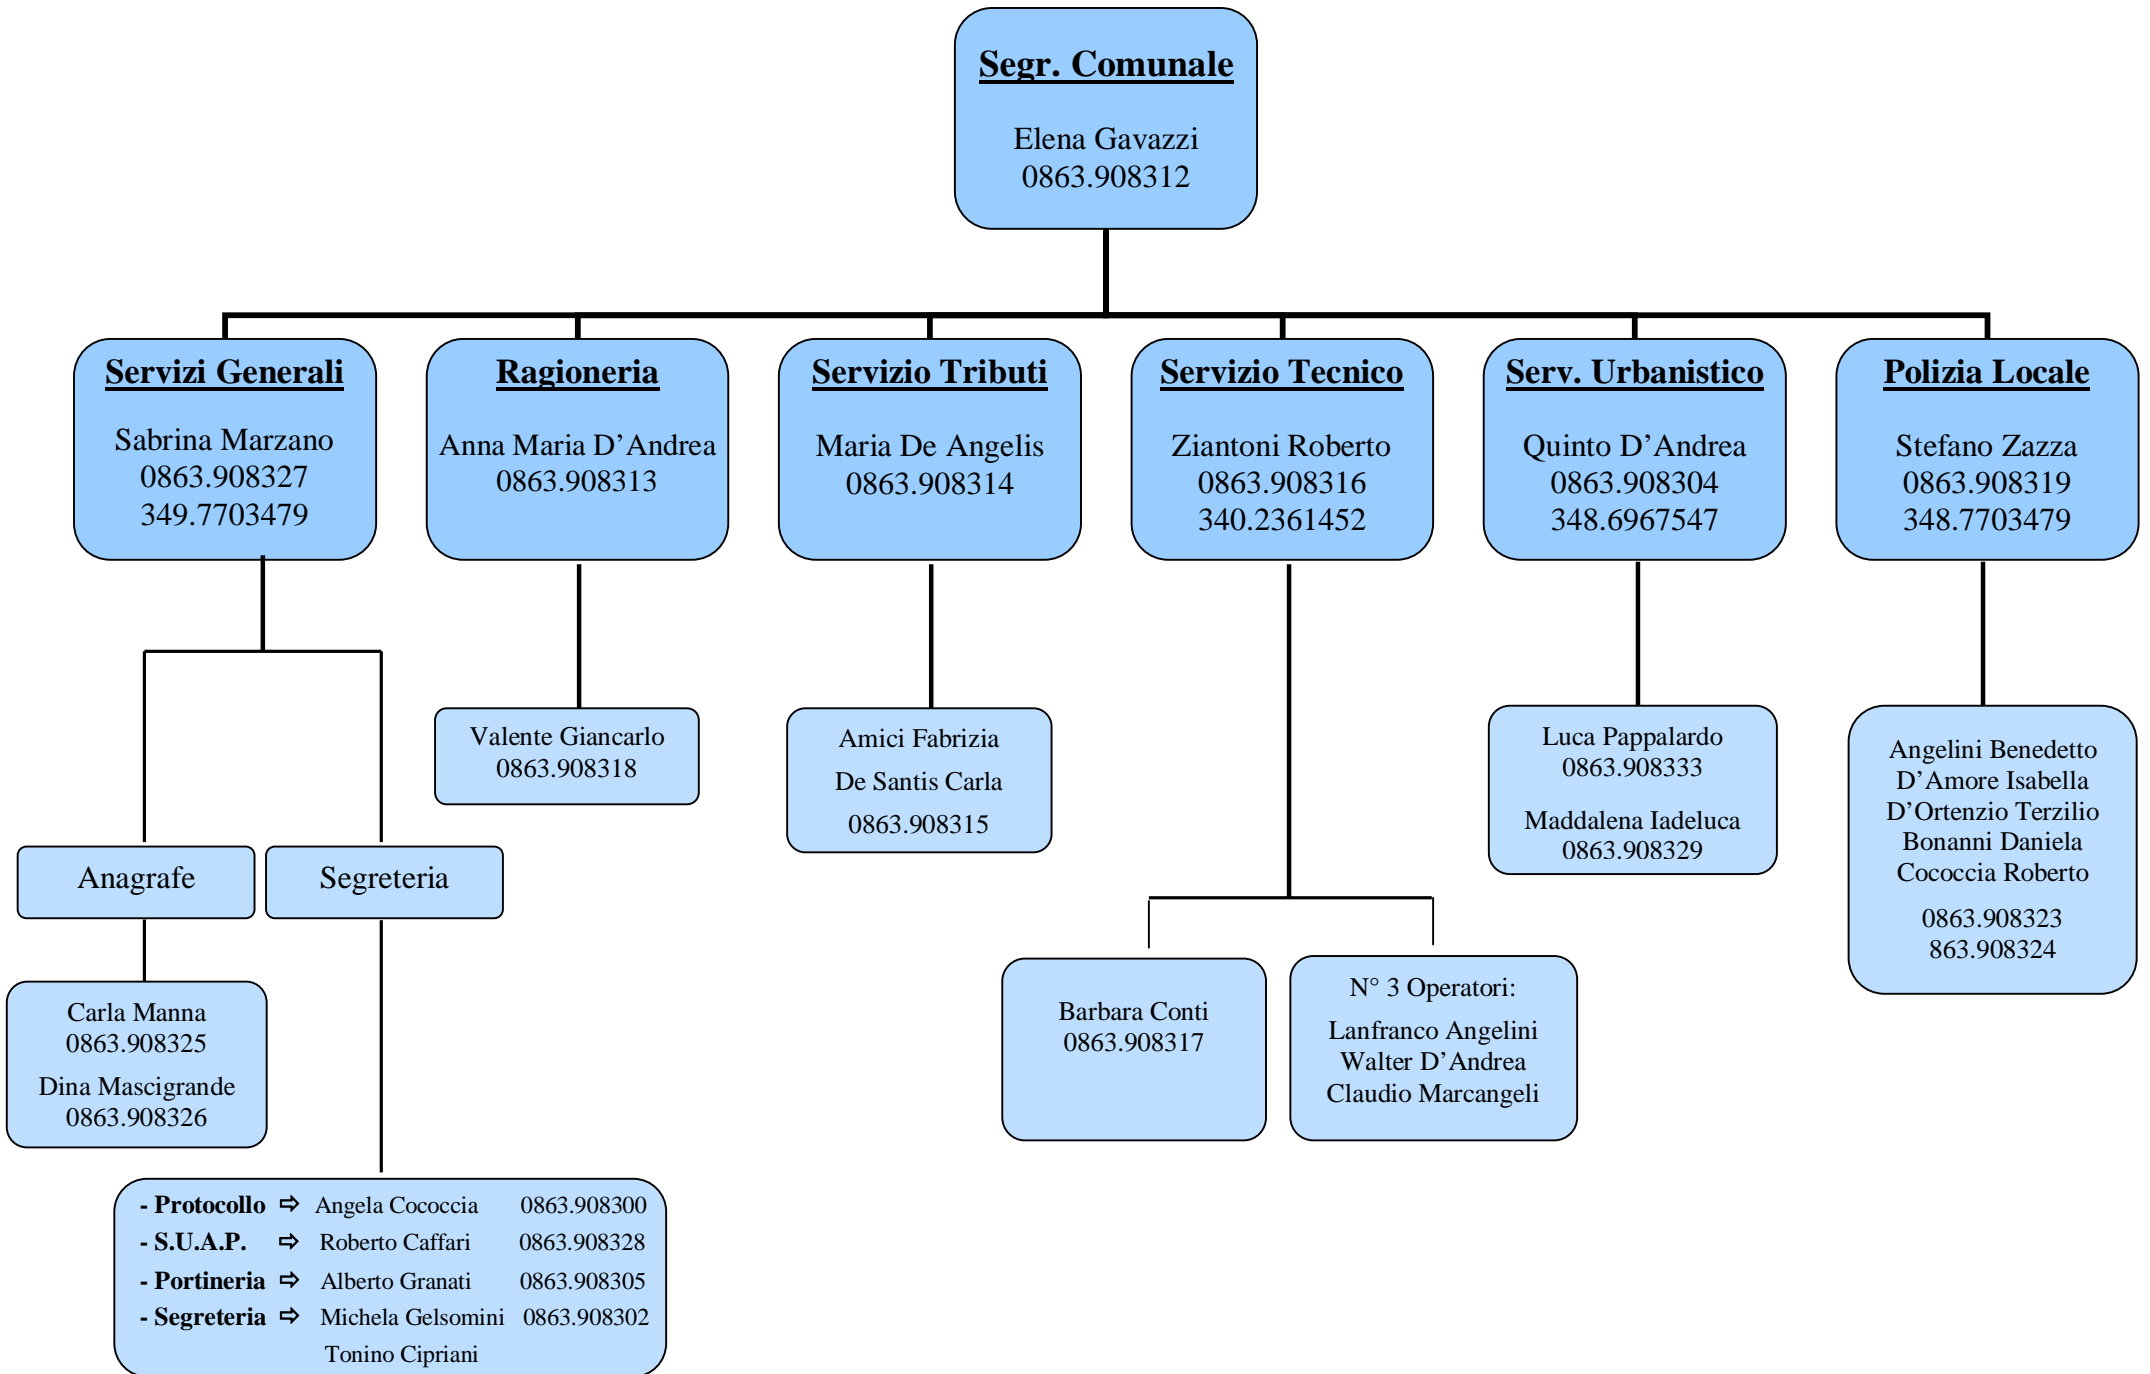 Segr. Comunale
Elena Gavazzi
0863.908312
Servizi Generali
Sabrina Marzano
0863.908327
349.7703479
Ragioneria
Anna Maria D’Andrea
0863.908313
Servizio Tributi
Maria De Angelis
0863.908314
Servizio Tecnico
Ziantoni Roberto
0863.908316
340.2361452
Serv. Urbanistico
Quinto D’Andrea
0863.908304
348.6967547
Polizia Locale
Stefano Zazza
0863.908319
348.7703479
Valente Giancarlo
0863.908318
Amici Fabrizia
De Santis Carla
0863.908315
Luca Pappalardo
0863.908333
Maddalena Iadeluca
0863.908329
Angelini Benedetto
D’Amore Isabella
D’Ortenzio Terzilio
Bonanni Daniela
Cococcia Roberto
0863.908323
863.908324
Anagrafe
Segreteria
Carla Manna
0863.908325
Dina Mascigrande
0863.908326
Barbara Conti
0863.908317
N° 3 Operatori:
Lanfranco Angelini
Walter D’Andrea
Claudio Marcangeli
- Protocollo ⇨ Angela Cococcia 0863.908300
- S.U.A.P. ⇨ Roberto Caffari 0863.908328
- Portineria ⇨ Alberto Granati 0863.908305
- Segreteria ⇨ Michela Gelsomini 0863.908302
Tonino Cipriani